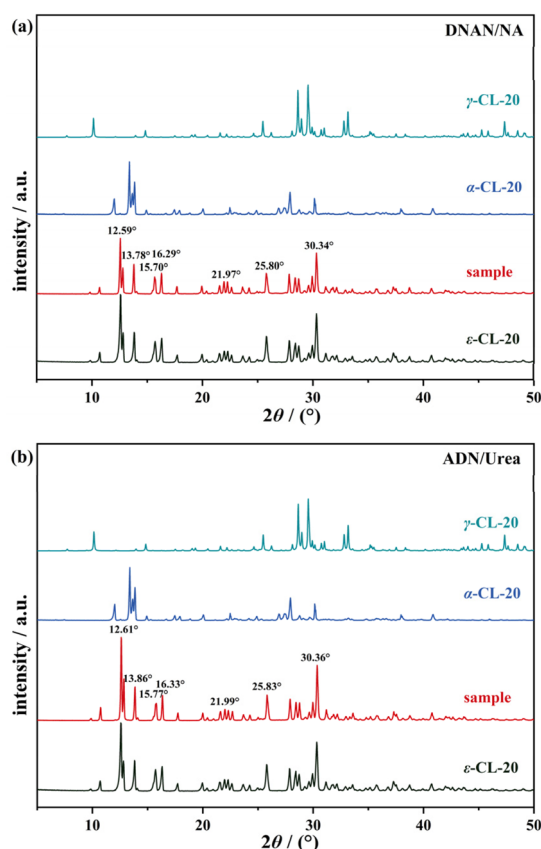 (a)
DNAN/NA
γ-CL-20
α-CL-20
12.59°
13.78° 16.29°
15.70°
21.97°
25.80°
30.34°
sample
ε-CL-20
intensity / a.u.
10 20 30 40 50
2θ / (°)
(b)
ADN/Urea
γ-CL-20
α-CL-20
12.61°
13.86° 16.33°
15.77°
21.99°
25.83°
30.36°
sample
ε-CL-20
intensity / a.u.
10 20 30 40 50
2θ / (°)